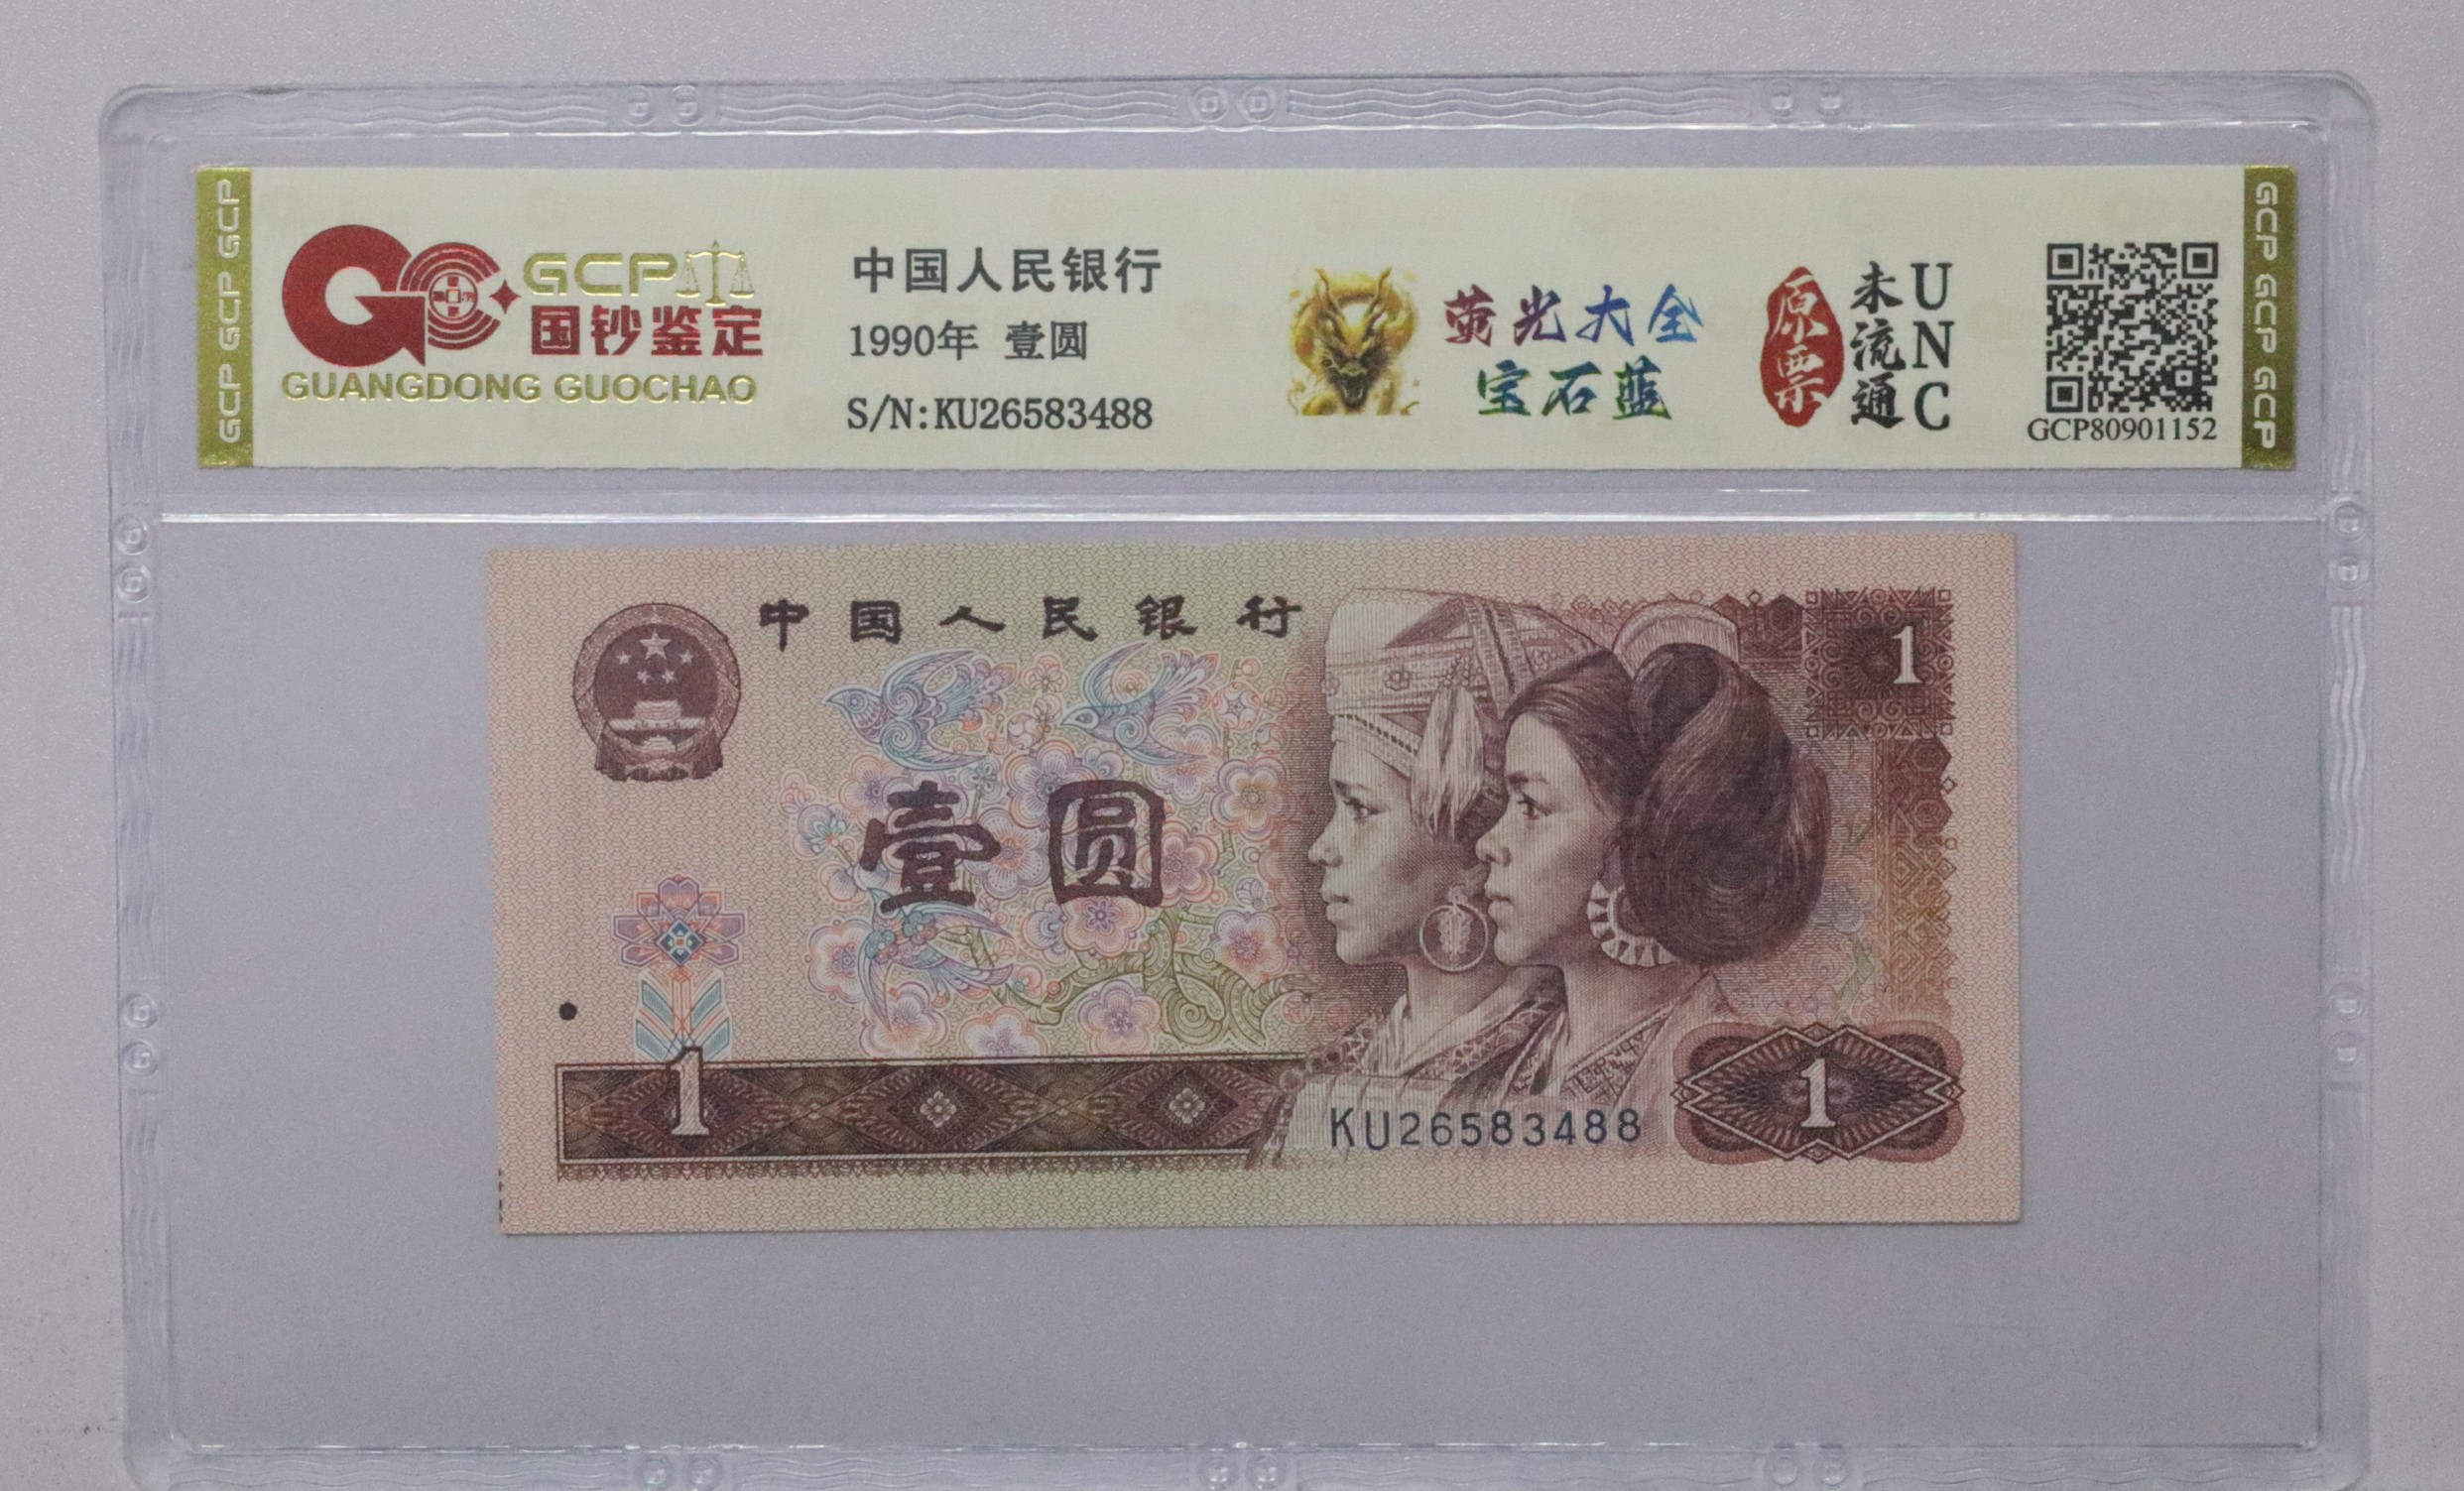 GCP GCP GCP
GCP
国钞鉴定
GUANGDONG GUOCHAO
中国人民银行
1990年 壹圆
S/N:KU26583488
萤光大全
宝石蓝
原票
未流通
UNC
GCP80901152
GCP GCP GCP
中国人民银行
1
壹圆
1
KU26583488
1